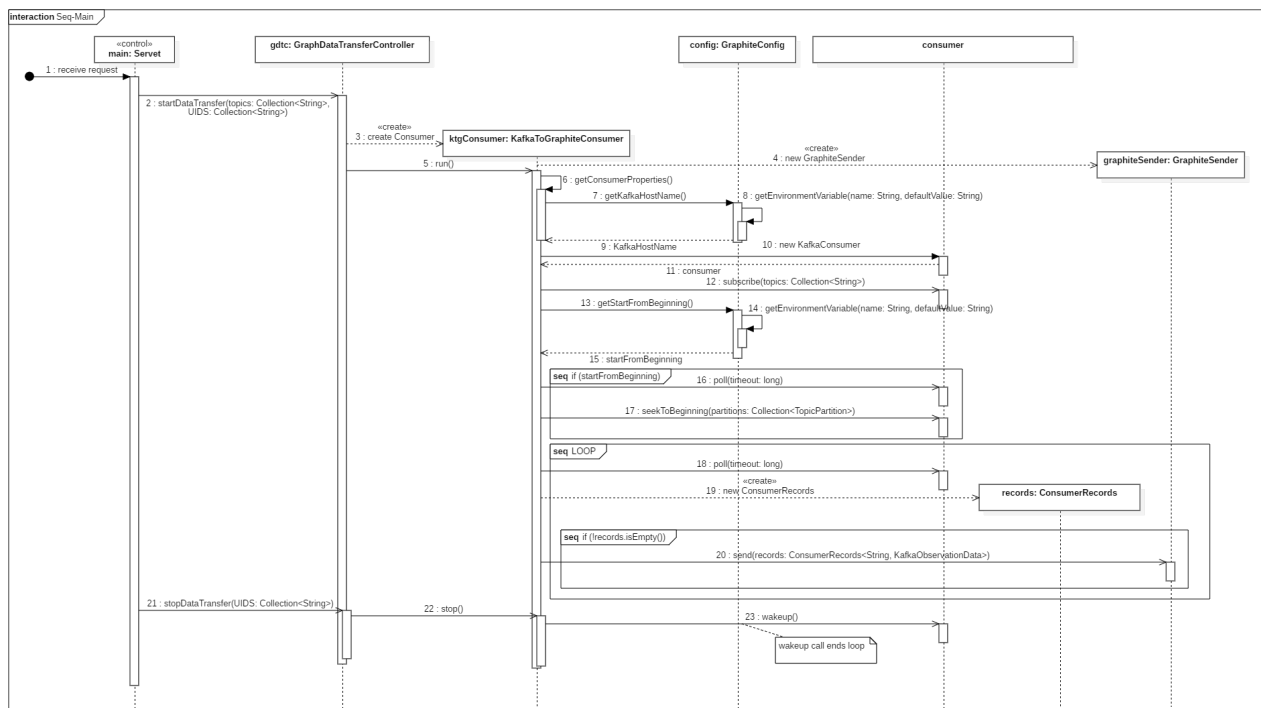 interaction Seq-Main
«control»
main: Servet
gdtc: GraphDataTransferController
config: GraphiteConfig
consumer
1 : receive request
2 : startDataTransfer(topics: Collection<String>,
UIDS: Collection<String>)
«create»
3 : create Consumer
ktgConsumer: KafkaToGraphiteConsumer
«create»
4 : new GraphiteSender
graphiteSender: GraphiteSender
5 : run()
6 : getConsumerProperties()
7 : getKafkaHostName()
8 : getEnvironmentVariable(name: String, defaultValue: String)
9 : KafkaHostName
10 : new KafkaConsumer
11 : consumer
12 : subscribe(topics: Collection<String>)
13 : getStartFromBeginning()
14 : getEnvironmentVariable(name: String, defaultValue: String)
15 : startFromBeginning
seq if (startFromBeginning)
16 : poll(timeout: long)
17 : seekToBeginning(partitions: Collection<TopicPartition>)
seq LOOP
18 : poll(timeout: long)
«create»
19 : new ConsumerRecords
records: ConsumerRecords
seq if (!records.isEmpty())
20 : send(records: ConsumerRecords<String, KafkaObservationData>)
21 : stopDataTransfer(UIDS: Collection<String>)
22 : stop()
23 : wakeup()
wakeup call ends loop